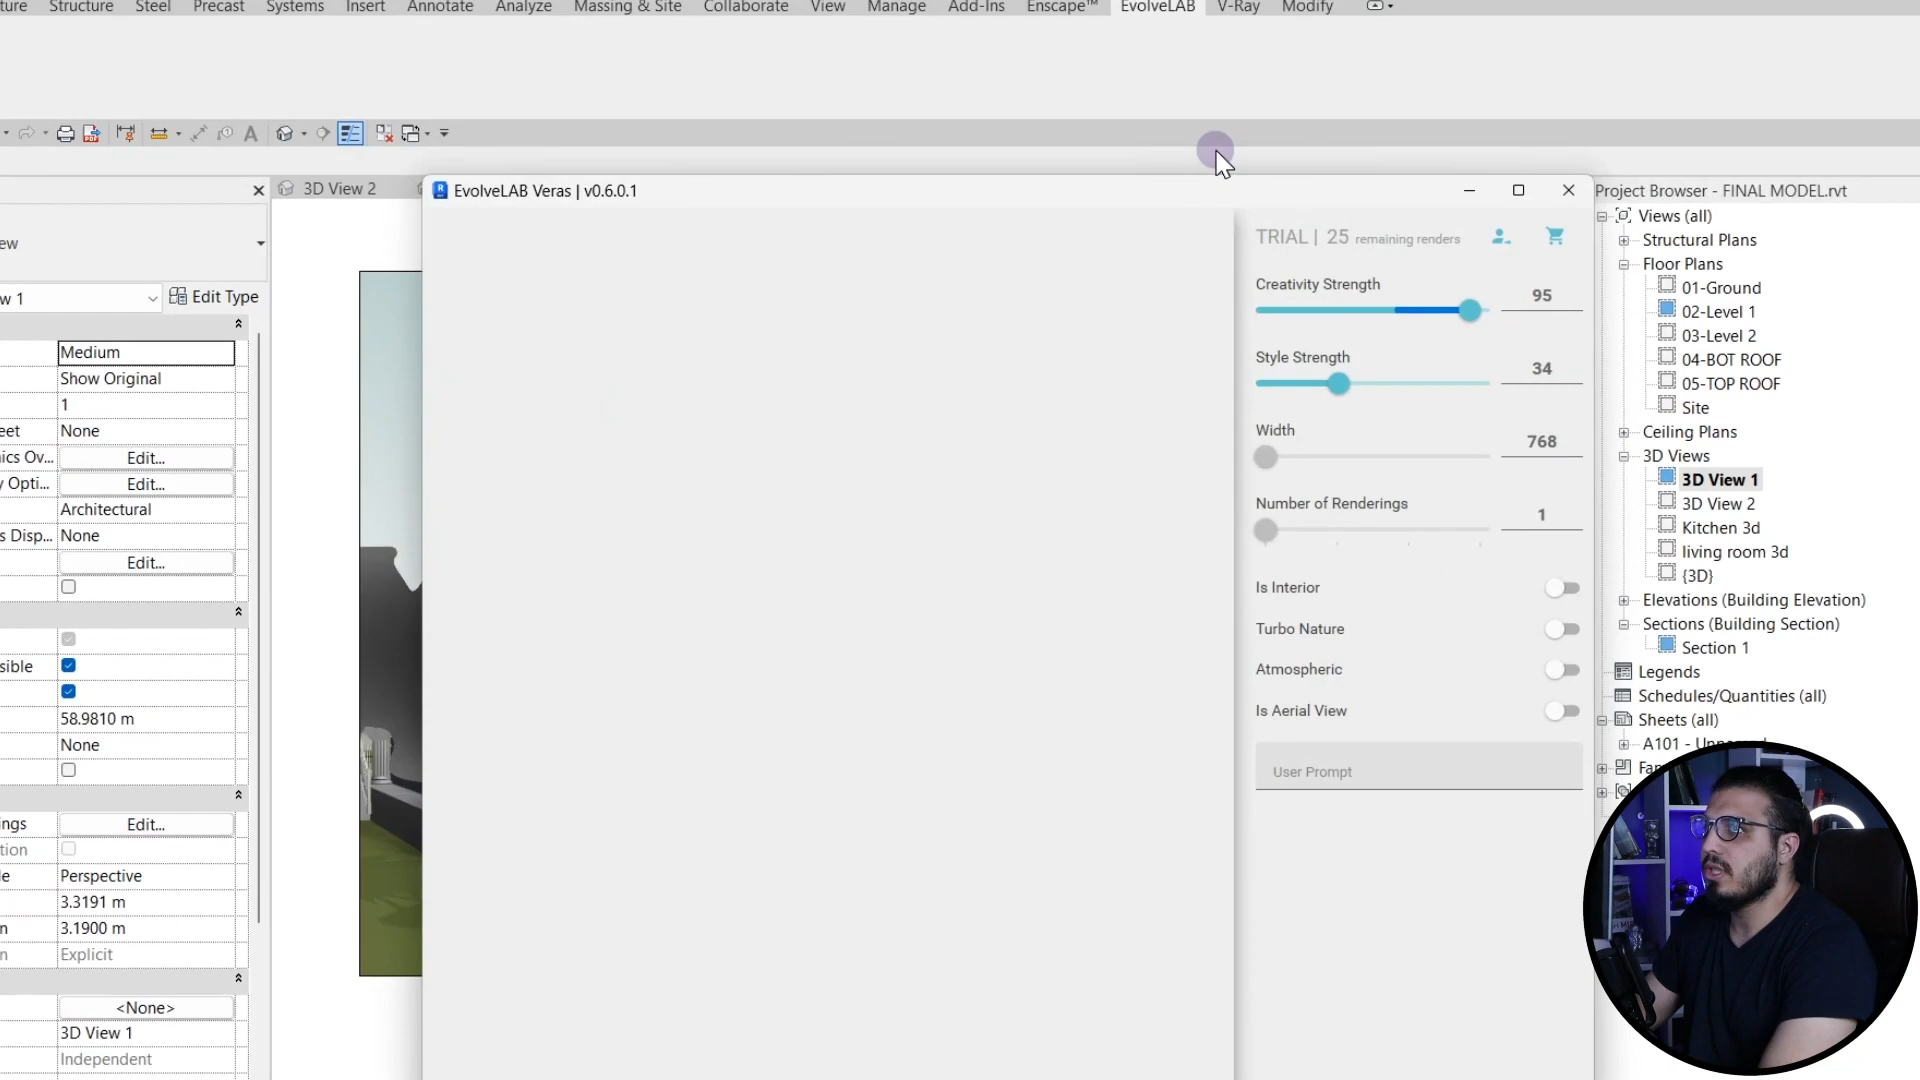 ture Structure Steel Precast Systems Insert Annotate Analyze Massing & Site Collaborate View Manage Add-Ins Enscape™ EvolveLAB V-Ray Modify
3D View 2
EvolveLAB Veras | v0.6.0.1
ew
w 1
Edit Type
Medium
Show Original
1
eet None
ics Ov... Edit...
y Opti... Edit...
Architectural
s Disp... None
Edit...
sible
58.9810 m
None
ngs Edit...
tion
le Perspective
3.3191 m
n 3.1900 m
n Explicit
<None>
3D View 1
Independent
TRIAL | 25 remaining renders
Creativity Strength
95
Style Strength
34
Width
768
Number of Renderings
1
Is Interior
Turbo Nature
Atmospheric
Is Aerial View
User Prompt
Project Browser - FINAL MODEL.rvt
Views (all)
Structural Plans
Floor Plans
01-Ground
02-Level 1
03-Level 2
04-BOT ROOF
05-TOP ROOF
Site
Ceiling Plans
3D Views
3D View 1
3D View 2
Kitchen 3d
living room 3d
{3D}
Elevations (Building Elevation)
Sections (Building Section)
Section 1
Legends
Schedules/Quantities (all)
Sheets (all)
A101 -
Fa